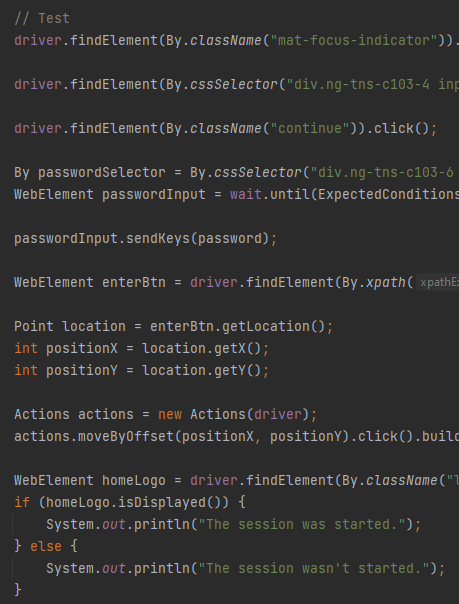 // Test
driver.findElement(By.className("mat-focus-indicator")).
driver.findElement(By.cssSelector("div.ng-tns-c103-4 inp
driver.findElement(By.className("continue")).click();
By passwordSelector = By.cssSelector("div.ng-tns-c103-6
WebElement passwordInput = wait.until(ExpectedConditions
passwordInput.sendKeys(password);
WebElement enterBtn = driver.findElement(By.xpath( xpathEx
Point location = enterBtn.getLocation();
int positionX = location.getX();
int positionY = location.getY();
Actions actions = new Actions(driver);
actions.moveByOffset(positionX, positionY).click().build
WebElement homeLogo = driver.findElement(By.className("l
if (homeLogo.isDisplayed()) {
System.out.println("The session was started.");
} else {
System.out.println("The session wasn't started.");
}